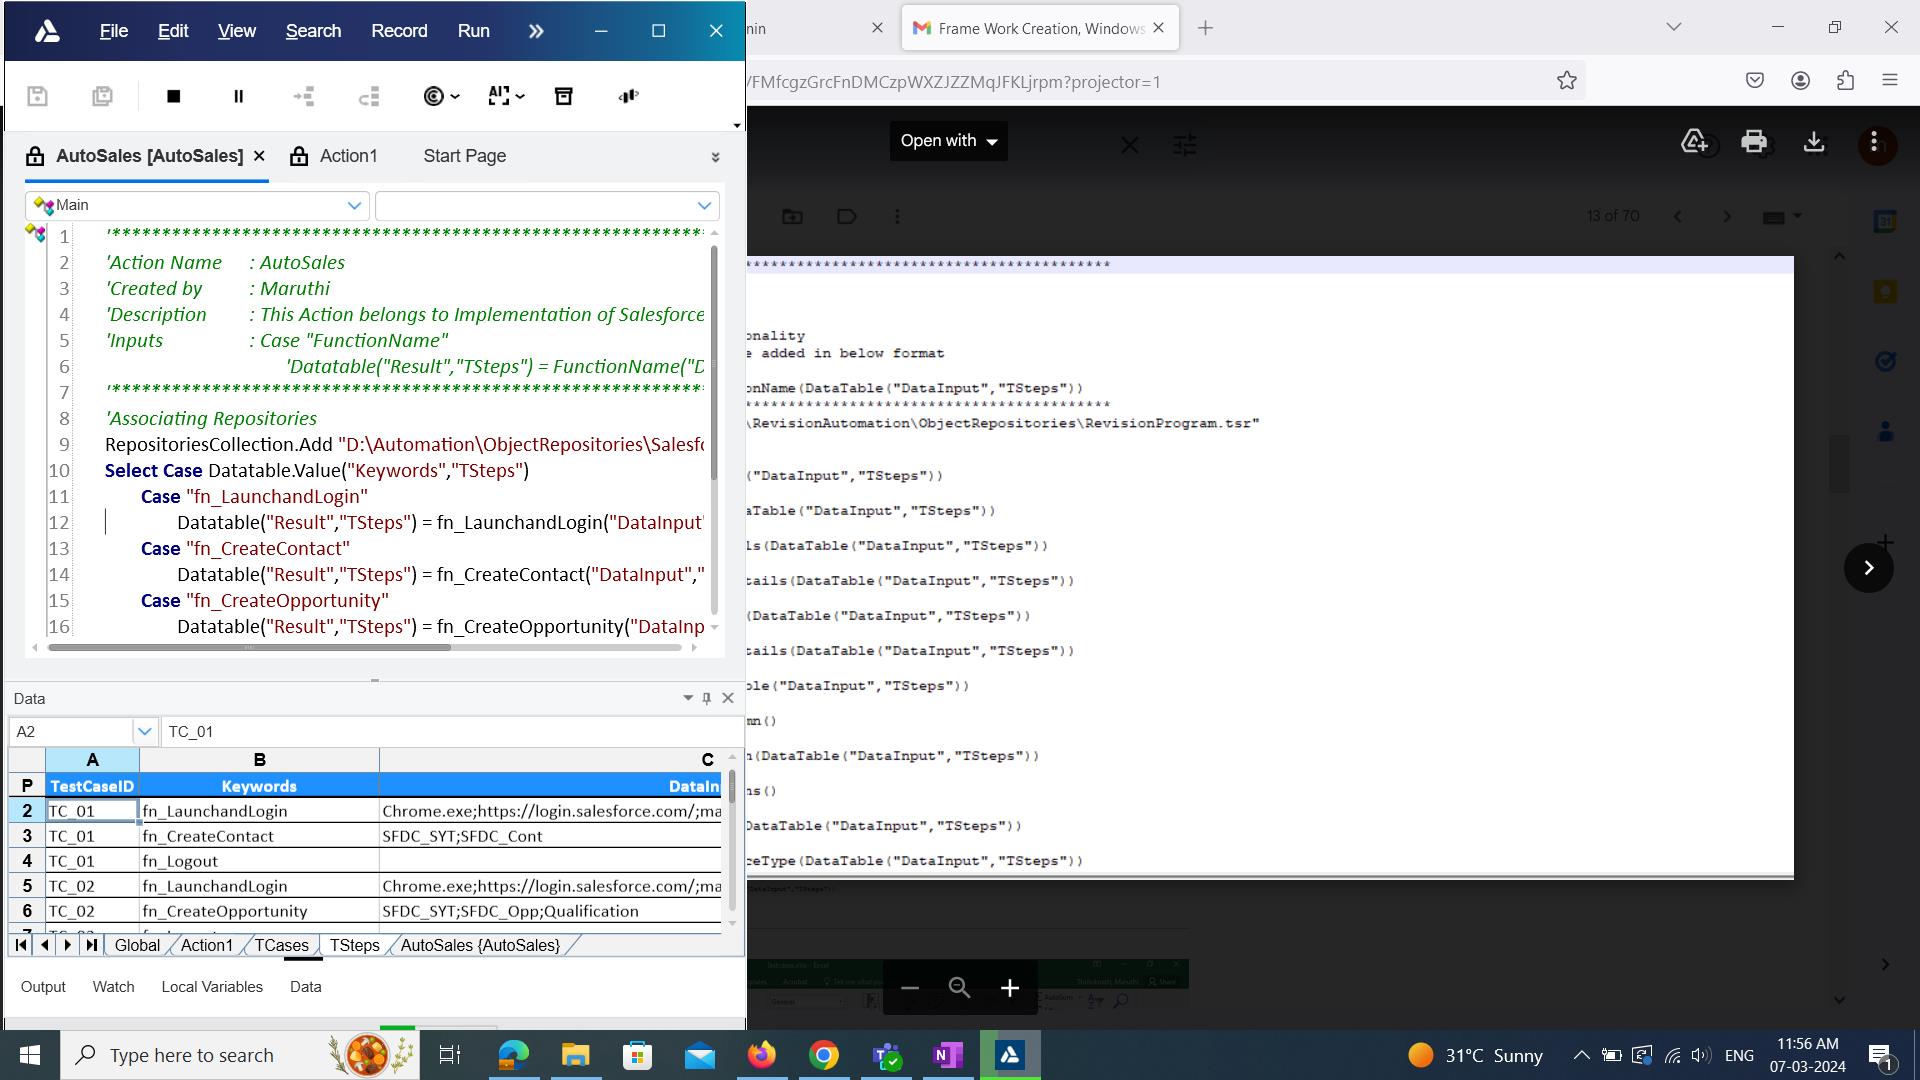 File Edit View Search Record Run
nin
Frame Work Creation, Windows
/FMfcgzGrcFnDMCzpWXZJZZMqJFKLjrpm?projector=1
Open with
AutoSales [AutoSales] Action1 Start Page
Main
13 of 70
1 '************************************************************
2 'Action Name : AutoSales
3 'Created by : Maruthi
4 'Description : This Action belongs to Implementation of Salesforce
5 'Inputs : Case "FunctionName"
6 'Datatable("Result","TSteps") = FunctionName("D
7 '************************************************************
8 'Associating Repositories
9 RepositoriesCollection.Add "D:\Automation\ObjectRepositories\Salesfo
10 Select Case Datatable.Value("Keywords","TSteps")
11 Case "fn_LaunchandLogin"
12 Datatable("Result","TSteps") = fn_LaunchandLogin("DataInput"
13 Case "fn_CreateContact"
14 Datatable("Result","TSteps") = fn_CreateContact("DataInput","
15 Case "fn_CreateOpportunity"
16 Datatable("Result","TSteps") = fn_CreateOpportunity("DataInp
******************************************
onality
e added in below format
onName(DataTable("DataInput","TSteps"))
******************************************
\RevisionAutomation\ObjectRepositories\RevisionProgram.tsr"
("DataInput","TSteps"))
aTable("DataInput","TSteps"))
ls(DataTable("DataInput","TSteps"))
tails(DataTable("DataInput","TSteps"))
(DataTable("DataInput","TSteps"))
tails(DataTable("DataInput","TSteps"))
ble("DataInput","TSteps"))
mn()
n(DataTable("DataInput","TSteps"))
ns()
DataTable("DataInput","TSteps"))
ceType(DataTable("DataInput","TSteps"))
Data
A2 TC_01
A B C
P TestCaseID Keywords DataIn
2 TC_01 fn_LaunchandLogin Chrome.exe;https://login.salesforce.com/;ma
3 TC_01 fn_CreateContact SFDC_SYT;SFDC_Cont
4 TC_01 fn_Logout
5 TC_02 fn_LaunchandLogin Chrome.exe;https://login.salesforce.com/;ma
6 TC_02 fn_CreateOpportunity SFDC_SYT;SFDC_Opp;Qualification
Global Action1 TCases TSteps AutoSales {AutoSales}
Output Watch Local Variables Data
Type here to search
31°C Sunny
ENG
11:56 AM
07-03-2024
1